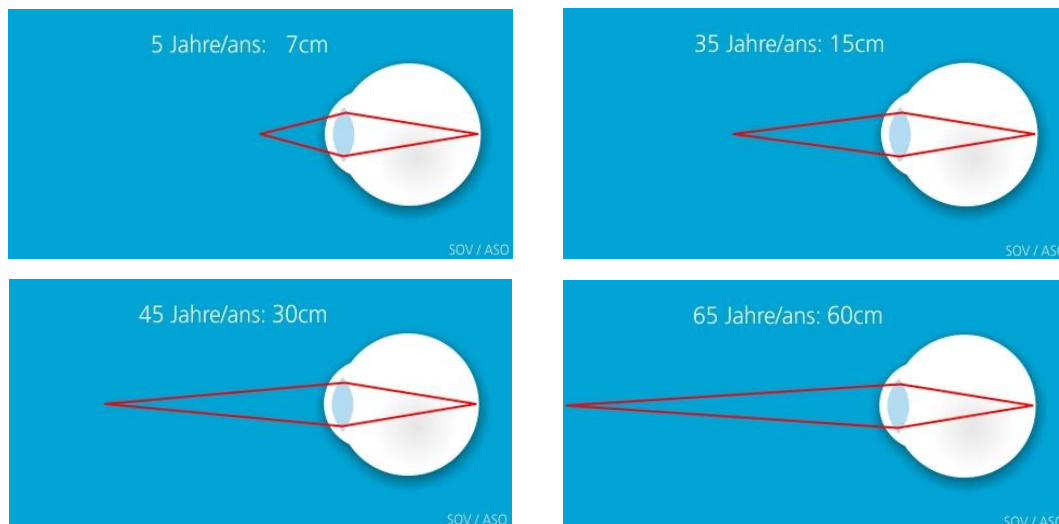 5 Jahre/ans: 7cm
SOV / ASO
35 Jahre/ans: 15cm
SOV / ASO
45 Jahre/ans: 30cm
SOV / ASO
65 Jahre/ans: 60cm
SOV / ASO